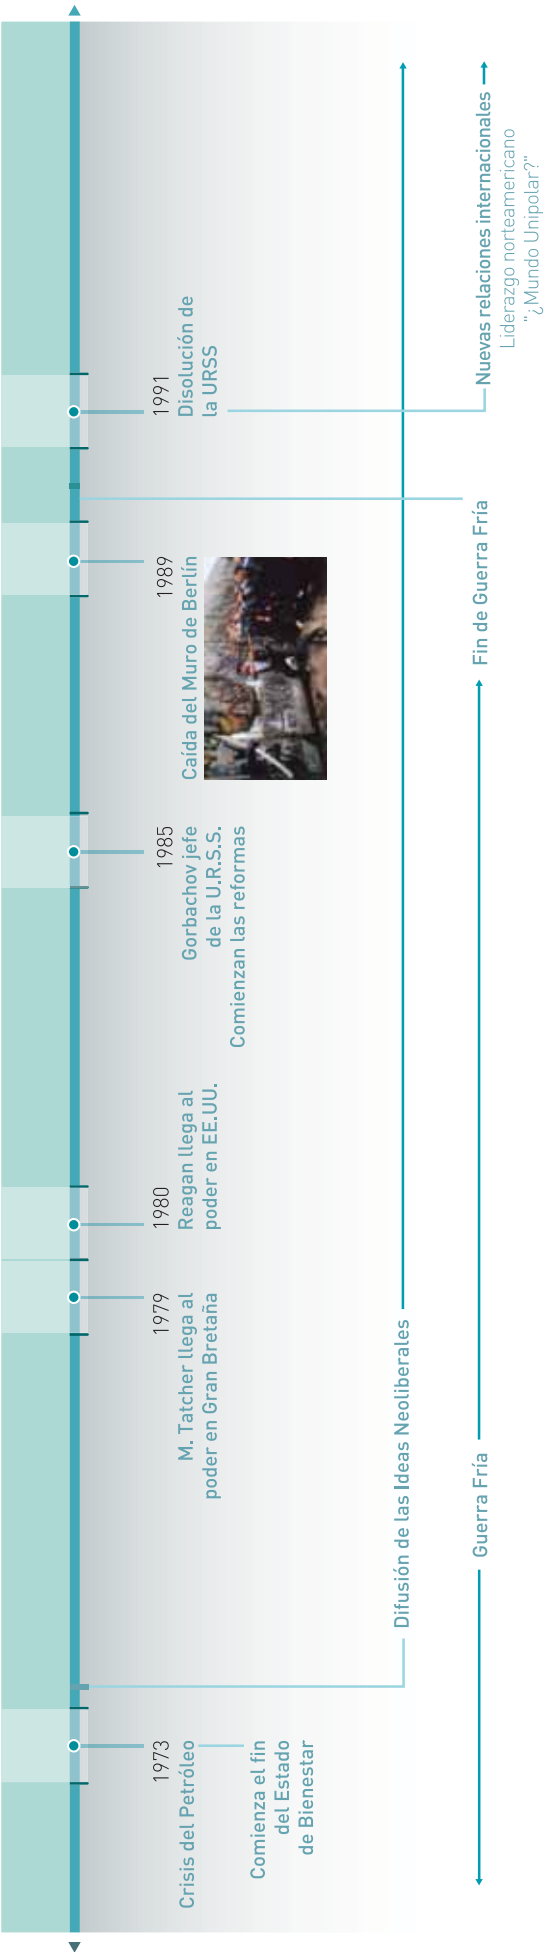 1973
Crisis del Petróleo
Comienza el fin
del Estado
de Bienestar
1979
M. Tatcher llega al
poder en Gran Bretaña
1980
Reagan llega al
poder en EE.UU.
1985
Gorbachov jefe
de la U.R.S.S.
Comienzan las reformas
1989
Caída del Muro de Berlín
1991
Disolución de
la URSS
Difusión de las Ideas Neoliberales
Guerra Fría
Fin de Guerra Fría
Nuevas relaciones internacionales
Liderazgo norteamericano
"¿Mundo Unipolar?"